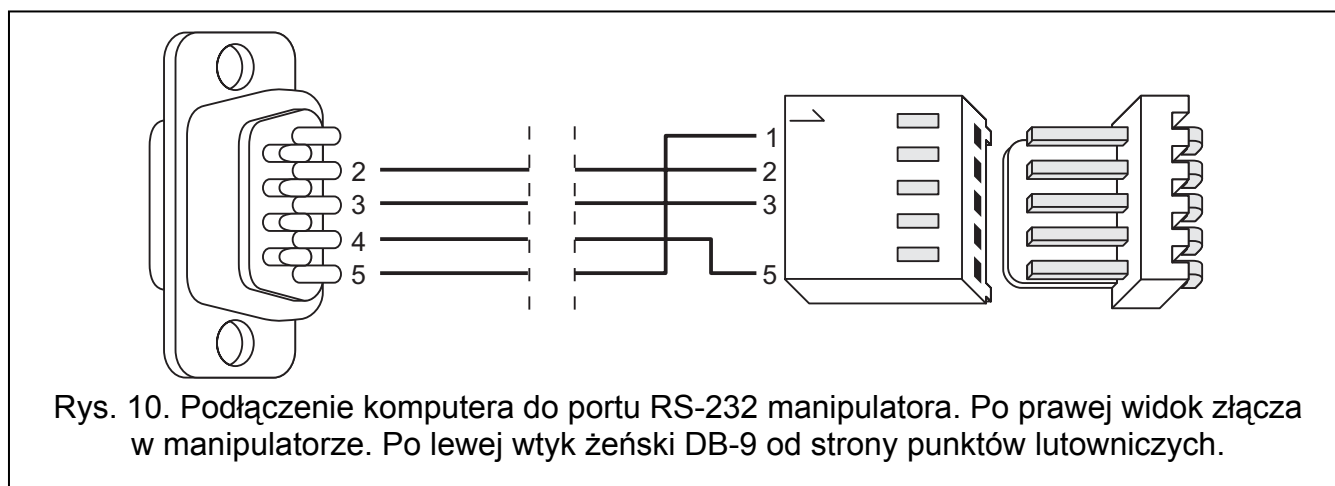 1
2 2
3 3
4
5 5
Rys. 10. Podłączenie komputera do portu RS-232 manipulatora. Po prawej widok złącza
w manipulatorze. Po lewej wtyk żeński DB-9 od strony punktów lutowniczych.